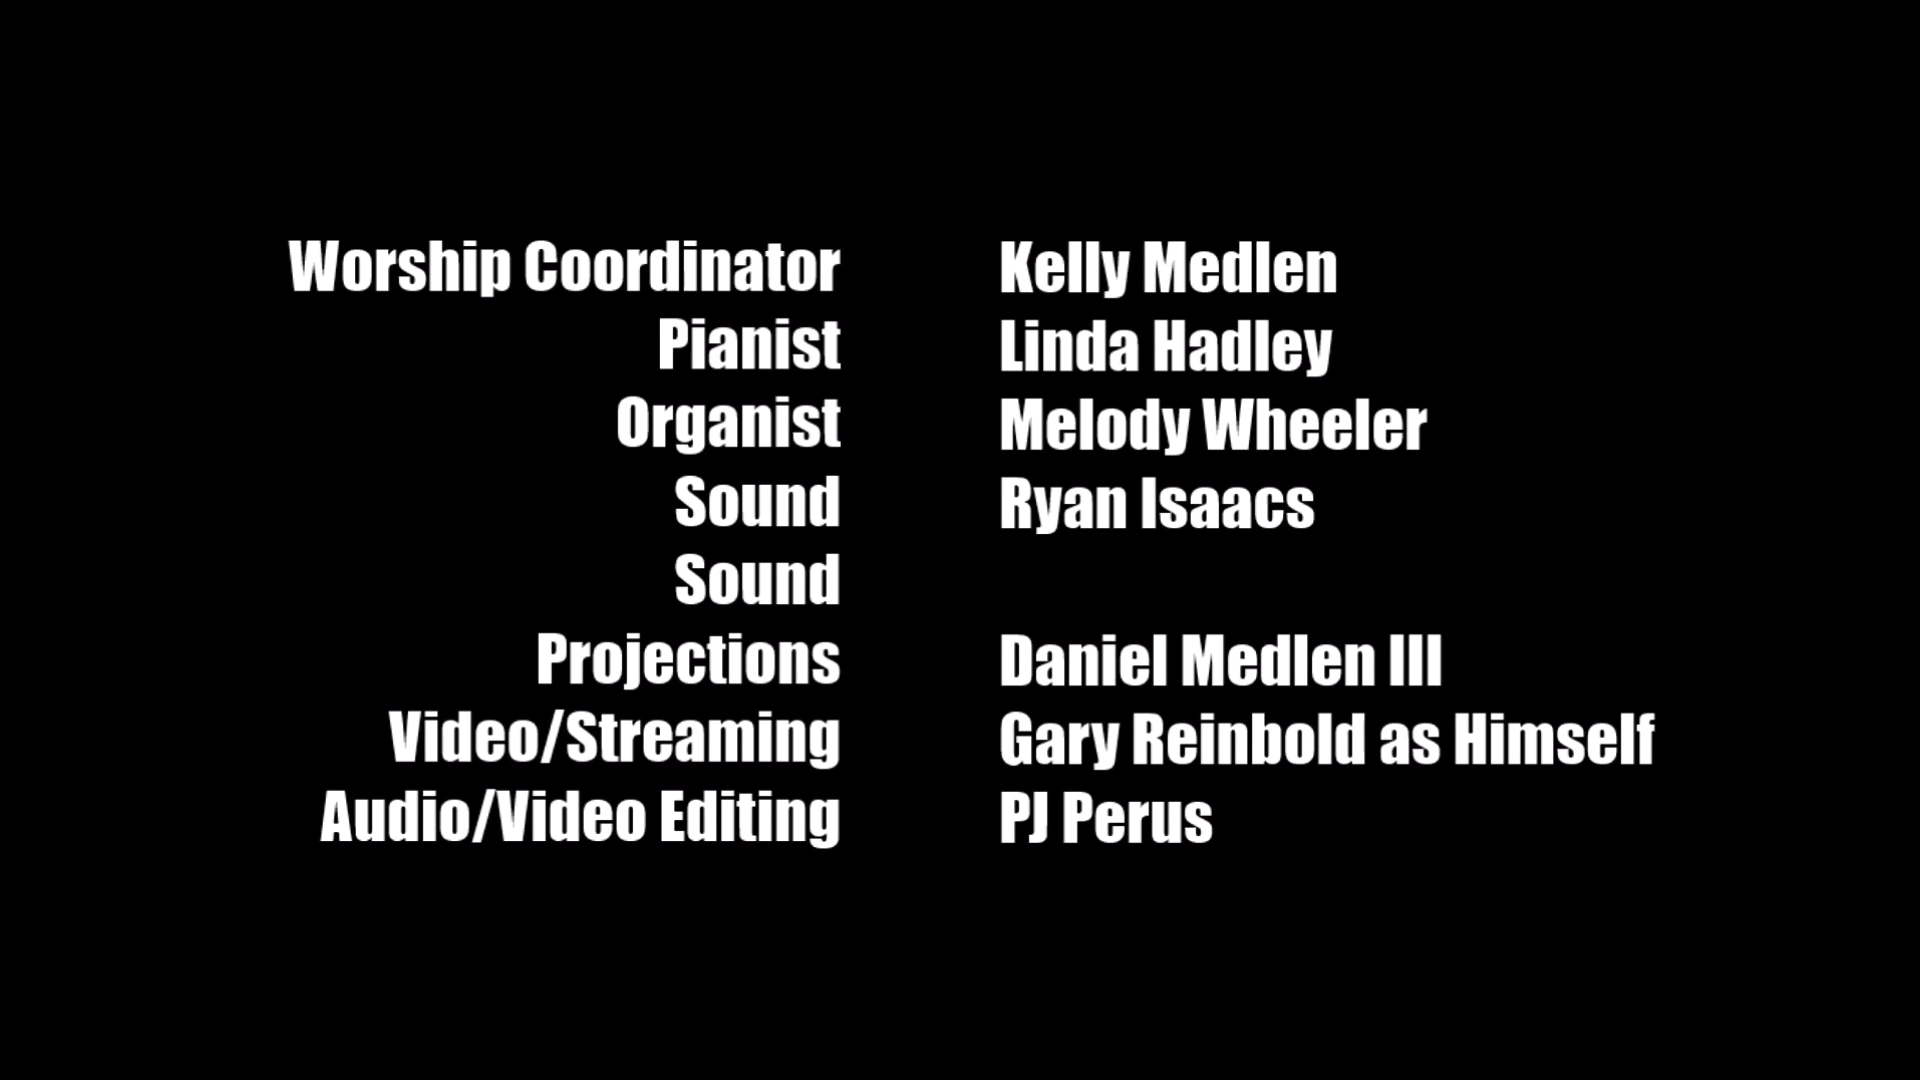 Worship Coordinator Kelly Medlen
Pianist Linda Hadley
Organist Melody Wheeler
Sound Ryan Isaacs
Sound
Projections Daniel Medlen III
Video/Streaming Gary Reinbold as Himself
Audio/Video Editing PJ Perus